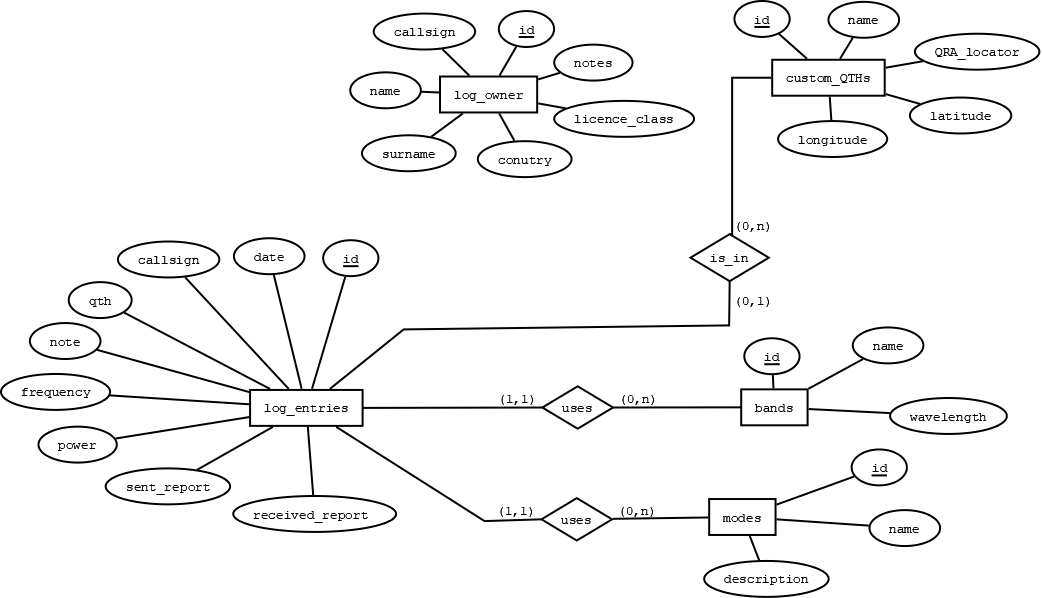 callsign
id
notes
name
log_owner
licence_class
surname
conutry
id
name
QRA_locator
custom_QTHs
latitude
longitude
(0,n)
is_in
(0,1)
callsign
date
id
qth
note
frequency
log_entries
power
sent_report
received_report
(1,1)
uses
(0,n)
id
name
bands
wavelength
(1,1)
uses
(0,n)
id
modes
name
description